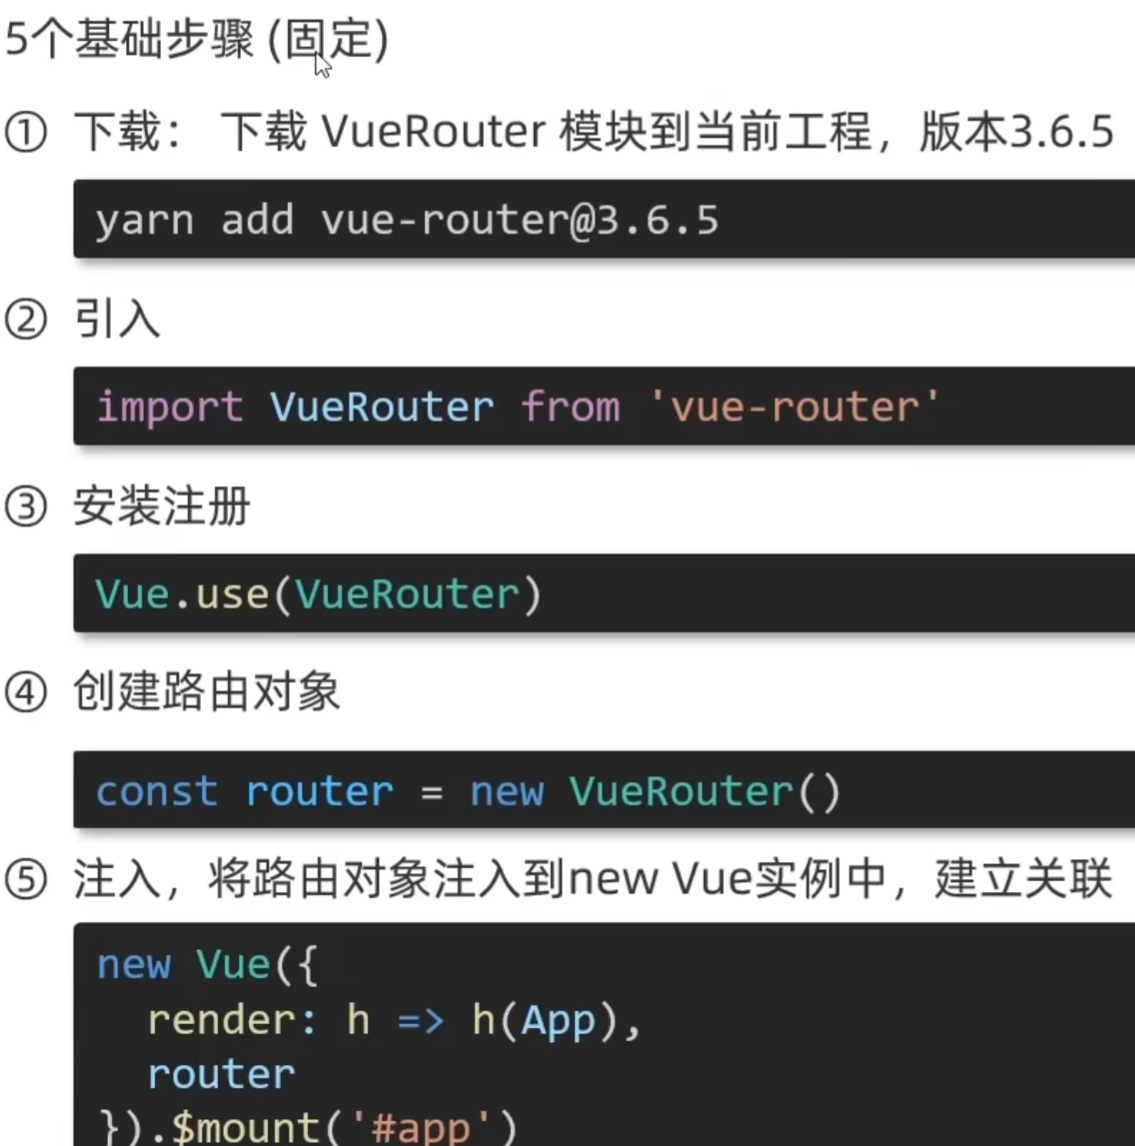 5个基础步骤 (固定)
① 下载： 下载 VueRouter 模块到当前工程，版本3.6.5
yarn add vue-router@3.6.5
② 引入
import VueRouter from 'vue-router'
③ 安装注册
Vue.use(VueRouter)
④ 创建路由对象
const router = new VueRouter()
⑤ 注入，将路由对象注入到new Vue实例中，建立关联
new Vue({
  render: h => h(App),
  router
}).$mount('#app')